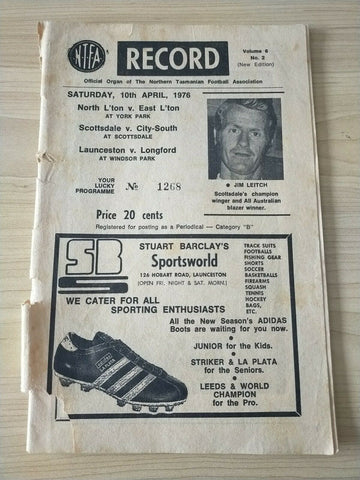 NTFA
RECORD
Volume 6
No. 2
(New Edition)
Official Organ of The Northern Tasmanian Football Association
SATURDAY, 10th APRIL, 1976
North L'ton v. East L'ton
AT YORK PARK
Scottsdale v. City-South
AT SCOTTSDALE
Launceston v. Longford
AT WINDSOR PARK
YOUR
LUCKY
PROGRAMME
No 1268
● JIM LEITCH
Scottsdale's champion
winger and All Australian
blazer winner.
Price 20 cents
Registered for posting as a Periodical — Category "B"
SB
STUART BARCLAY'S
Sportsworld
126 HOBART ROAD, LAUNCESTON
(OPEN FRI. NIGHT & SAT. MORN.)
TRACK SUITS
FOOTBALLS
FISHING GEAR
SHORTS
SOCCER
BASKETBALLS
FIREARMS
SQUASH
TENNIS
HOCKEY
BAGS,
ETC.
WE CATER FOR ALL
SPORTING ENTHUSIASTS
All the New Season's ADIDAS
Boots are waiting for you now.
●
JUNIOR for the Kids.
●
STRIKER & LA PLATA
for the Seniors.
●
LEEDS & WORLD
CHAMPION
for the Pro.